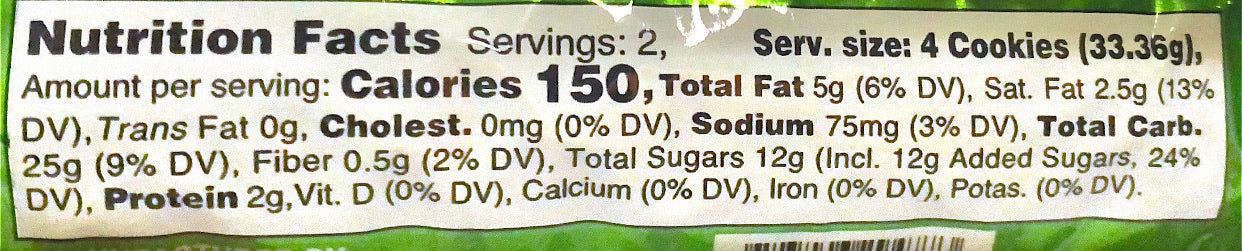 Nutrition Facts Servings: 2, Serv. size: 4 Cookies (33.36g),
Amount per serving: Calories 150, Total Fat 5g (6% DV), Sat. Fat 2.5g (13%
DV), Trans Fat 0g, Cholest. 0mg (0% DV), Sodium 75mg (3% DV), Total Carb.
25g (9% DV), Fiber 0.5g (2% DV), Total Sugars 12g (Incl. 12g Added Sugars, 24%
DV), Protein 2g, Vit. D (0% DV), Calcium (0% DV), Iron (0% DV), Potas. (0% DV).